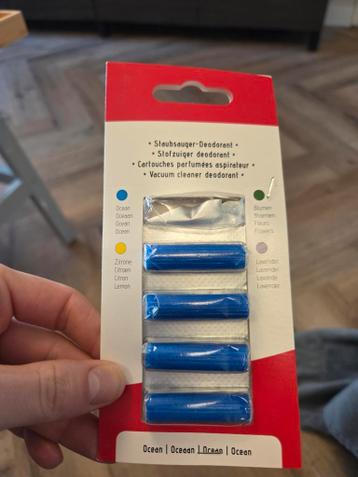 • Staubsauger-Deodorant •
• Stofzuiger deodorant •
• Cartouches parfumées aspirateur •
• Vacuum cleaner deodorant •
Ocean
Oceaan
Océan
Ocean
Blumen
Bloemen
Fleurs
Flowers
Zitrone
Citroen
Citron
Lemon
Lavendel
Lavendel
Lavande
Lavender
Ocean | Oceaan | Océan | Ocean